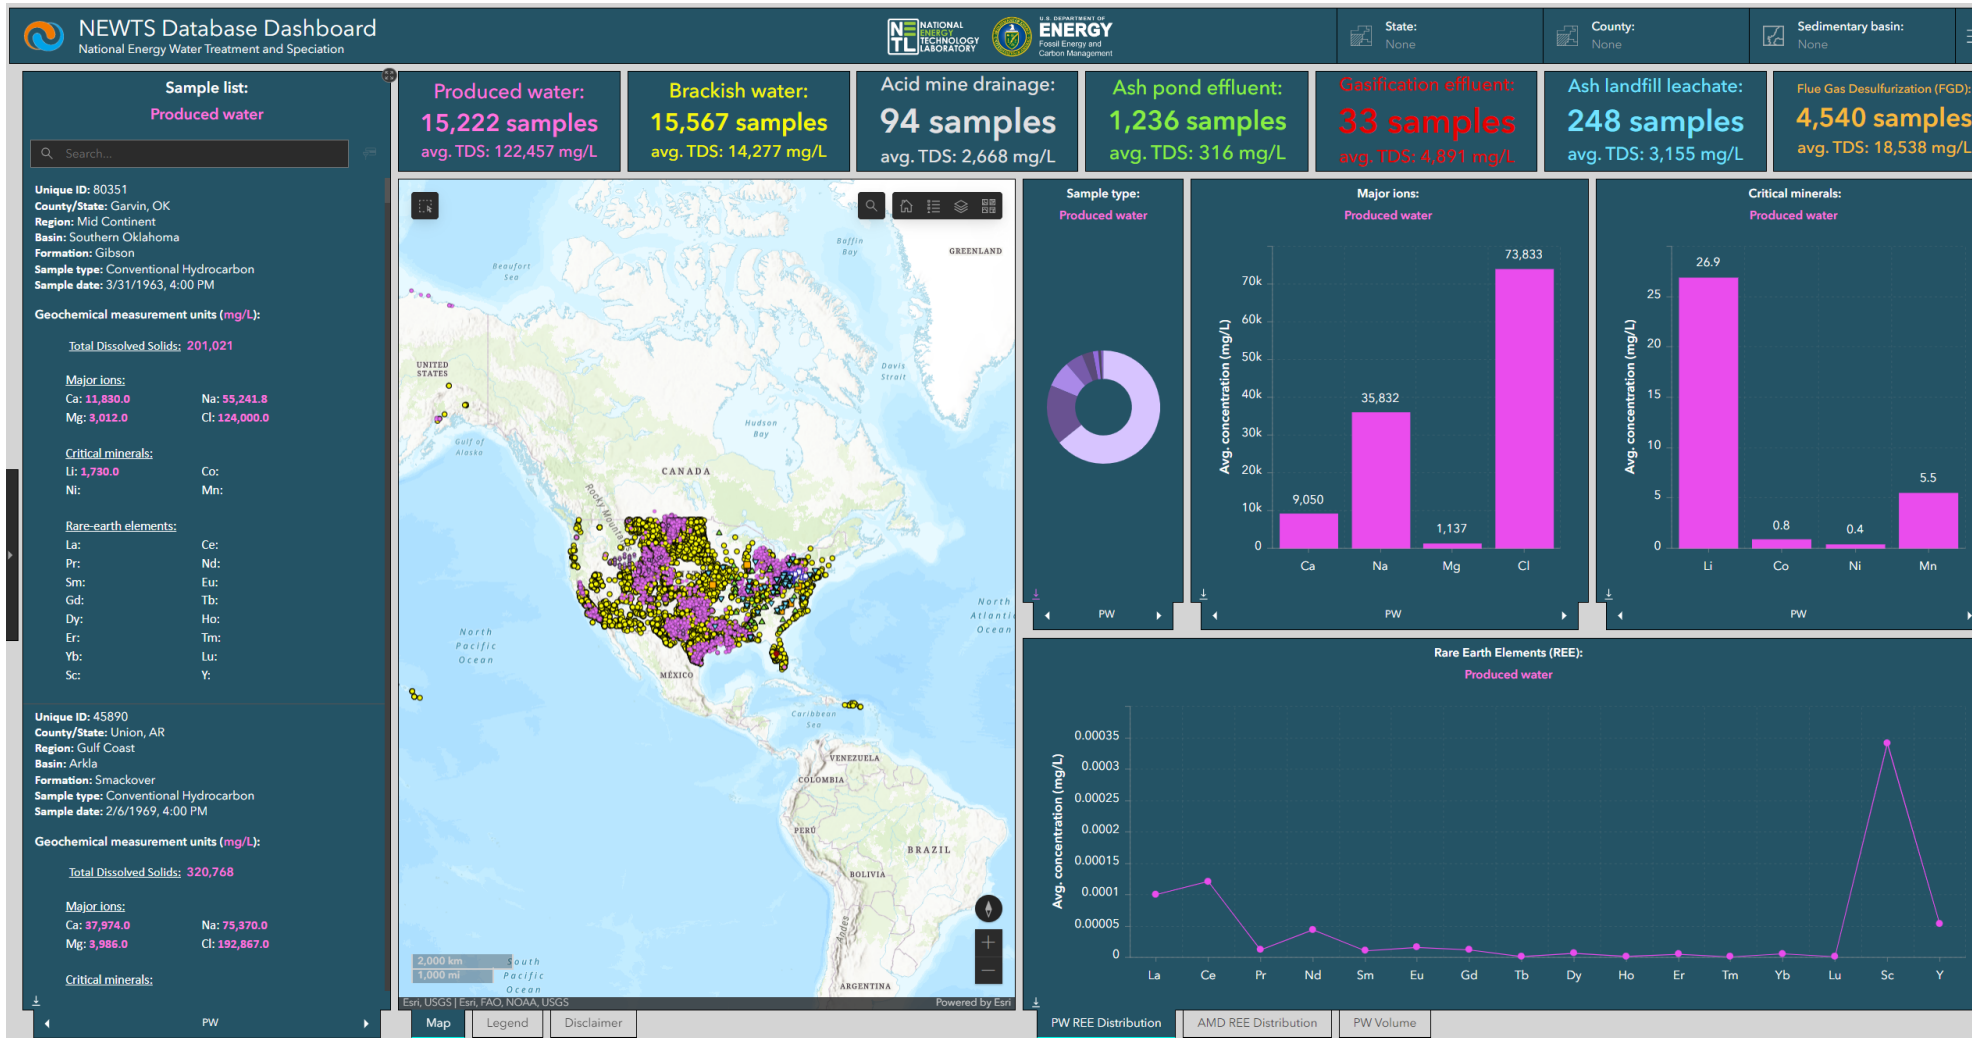 NEWTS Database Dashboard
National Energy Water Treatment and Speciation
NETL NATIONAL ENERGY TECHNOLOGY LABORATORY
U.S. DEPARTMENT OF
ENERGY
Fossil Energy and
Carbon Management
State:
None
County:
None
Sedimentary basin:
None
Sample list:
Produced water
Search...
Unique ID: 80351
County/State: Garvin, OK
Region: Mid Continent
Basin: Southern Oklahoma
Formation: Gibson
Sample type: Conventional Hydrocarbon
Sample date: 3/31/1963, 4:00 PM
Geochemical measurement units (mg/L):
Total Dissolved Solids: 201,021
Major ions:
Ca: 11,830.0 Na: 55,241.8
Mg: 3,012.0 Cl: 124,000.0
Critical minerals:
Li: 1,730.0 Co:
Ni: Mn:
Rare-earth elements:
La: Ce:
Pr: Nd:
Sm: Eu:
Gd: Tb:
Dy: Ho:
Er: Tm:
Yb: Lu:
Sc: Y:
Unique ID: 45890
County/State: Union, AR
Region: Gulf Coast
Basin: Arkla
Formation: Smackover
Sample type: Conventional Hydrocarbon
Sample date: 2/6/1969, 4:00 PM
Geochemical measurement units (mg/L):
Total Dissolved Solids: 320,768
Major ions:
Ca: 37,974.0 Na: 75,370.0
Mg: 3,986.0 Cl: 192,867.0
Critical minerals:
PW
Produced water:
15,222 samples
avg. TDS: 122,457 mg/L
Brackish water:
15,567 samples
avg. TDS: 14,277 mg/L
Acid mine drainage:
94 samples
avg. TDS: 2,668 mg/L
Ash pond effluent:
1,236 samples
avg. TDS: 316 mg/L
Gasification effluent:
33 samples
avg. TDS: 4,891 mg/L
Ash landfill leachate:
248 samples
avg. TDS: 3,155 mg/L
Flue Gas Desulfurization (FGD):
4,540 samples
avg. TDS: 18,538 mg/L
Baffin
Bay
GREENLAND
Beaufort
Sea
Davis
Strait
UNITED
STATES
Gulf of
Alaska
Hudson
Bay
CANADA
Rocky Mounta
North
Pacific
Ocean
North
Atlantic
Ocean
MÉXICO
Caribbean
Sea
VENEZUELA
COLOMBIA
PERÚ
BRAZIL
BOLIVIA
Andes
ARGENTINA
South
Pacific
Ocean
2,000 km
1,000 mi
Esri, USGS | Esri, FAO, NOAA, USGS
Powered by Esri
Map
Legend
Disclaimer
Sample type:
Produced water
PW
Major ions:
Produced water
Avg. concentration (mg/L)
70k
60k
50k
40k
30k
20k
10k
0
9,050
35,832
1,137
73,833
Ca Na Mg Cl
PW
Critical minerals:
Produced water
Avg. concentration (mg/L)
25
20
15
10
5
0
26.9
0.8
0.4
5.5
Li Co Ni Mn
PW
Rare Earth Elements (REE):
Produced water
Avg. concentration (mg/L)
0.00035
0.0003
0.00025
0.0002
0.00015
0.0001
0.00005
0
La Ce Pr Nd Sm Eu Gd Tb Dy Ho Er Tm Yb Lu Sc Y
PW REE Distribution
AMD REE Distribution
PW Volume